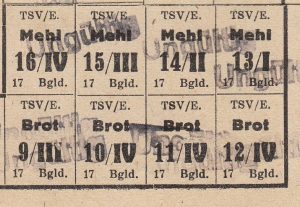 TSV/E. TSV/E. TSV/E. TSV/E.
Mehl Mehl Mehl Mehl
16/IV 15/III 14/II 13/I
17 Bgld. 17 Bgld. 17 Bgld. 17 Bgld.
TSV/E. TSV/E. TSV/E. TSV/E.
Brot Brot Brot Brot
9/III 10/IV 11/IV 12/IV
17 Bgld. 17 Bgld. 17 Bgld. 17 Bgld.